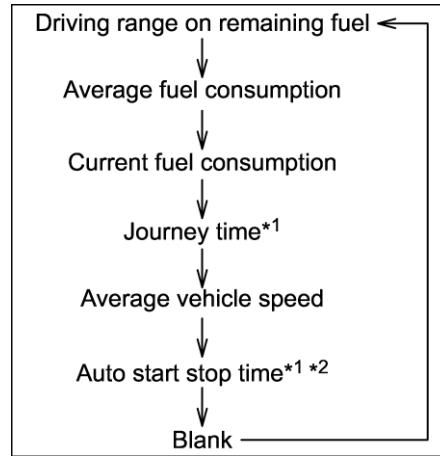 Driving range on remaining fuel
Average fuel consumption
Current fuel consumption
Journey time*1
Average vehicle speed
Auto start stop time*1 *2
Blank